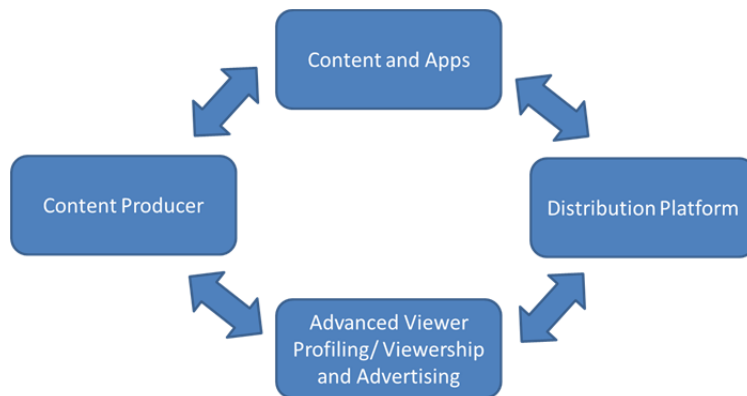 Content and Apps
Content Producer
Distribution Platform
Advanced Viewer
Profiling/ Viewership
and Advertising